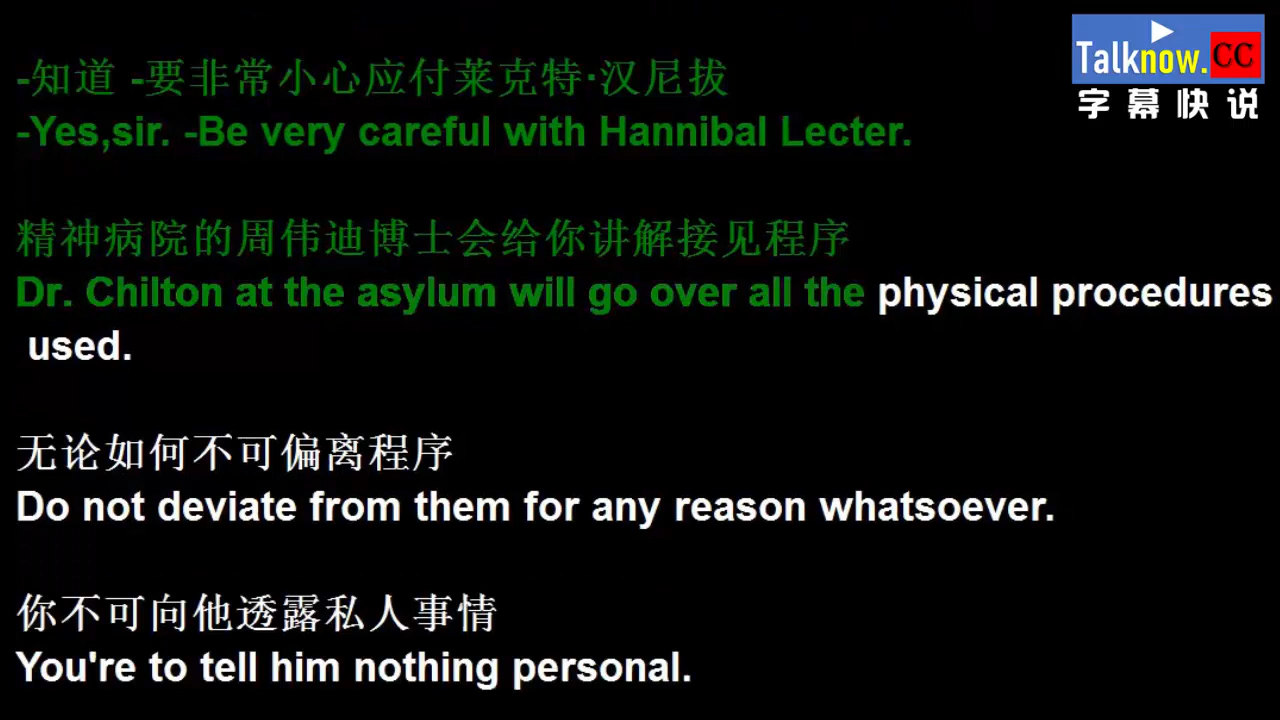 -知道 -要非常小心应付莱克特·汉尼拔
-Yes,sir. -Be very careful with Hannibal Lecter.
精神病院的周伟迪博士会给你讲解接见程序
Dr. Chilton at the asylum will go over all the physical procedures
used.
无论如何不可偏离程序
Do not deviate from them for any reason whatsoever.
你不可向他透露私人事情
You're to tell him nothing personal.
Talknow.CC
字幕快说